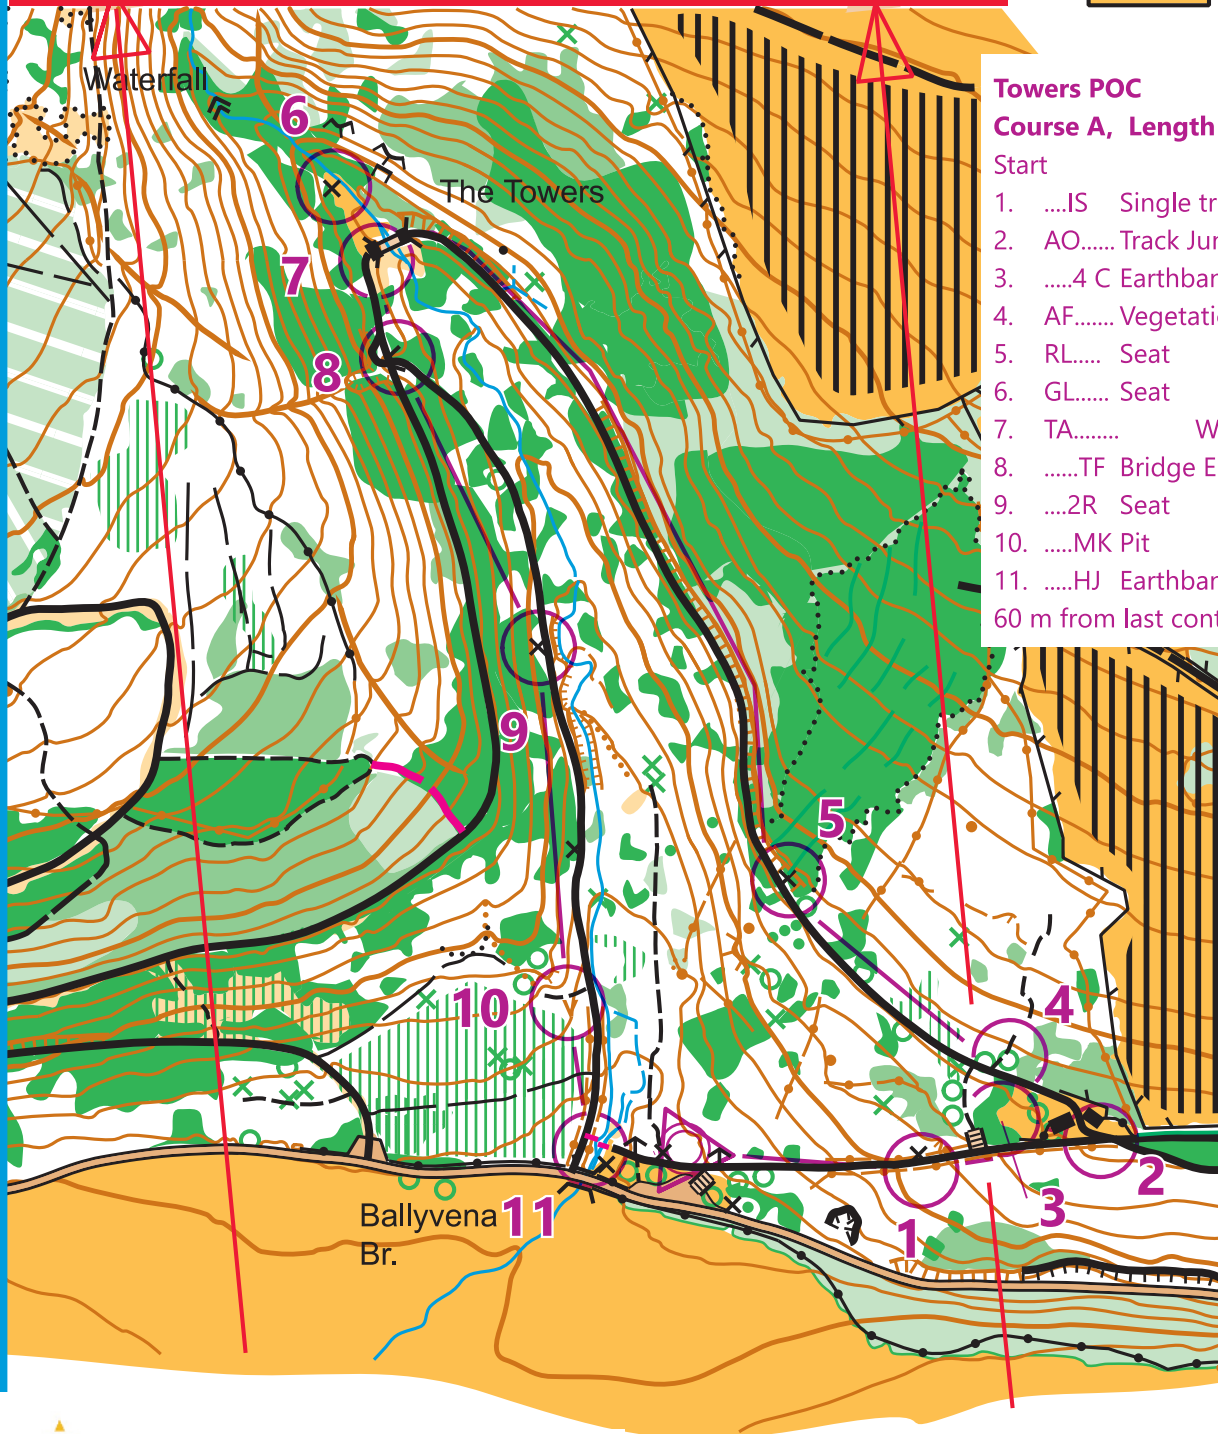 Waterfall
6
The Towers
7
8
9
5
10
4
Ballyvena
Br.
11
1
3
2
Towers POC
Course A, Length
Start
1. ....IS Single tr
2. AO...... Track Jun
3. .....4 C Earthban
4. AF....... Vegetati
5. RL..... Seat
6. GL...... Seat
7. TA........ W
8. ......TF Bridge E
9. ....2R Seat
10. .....MK Pit
11. .....HJ Earthban
60 m from last cont